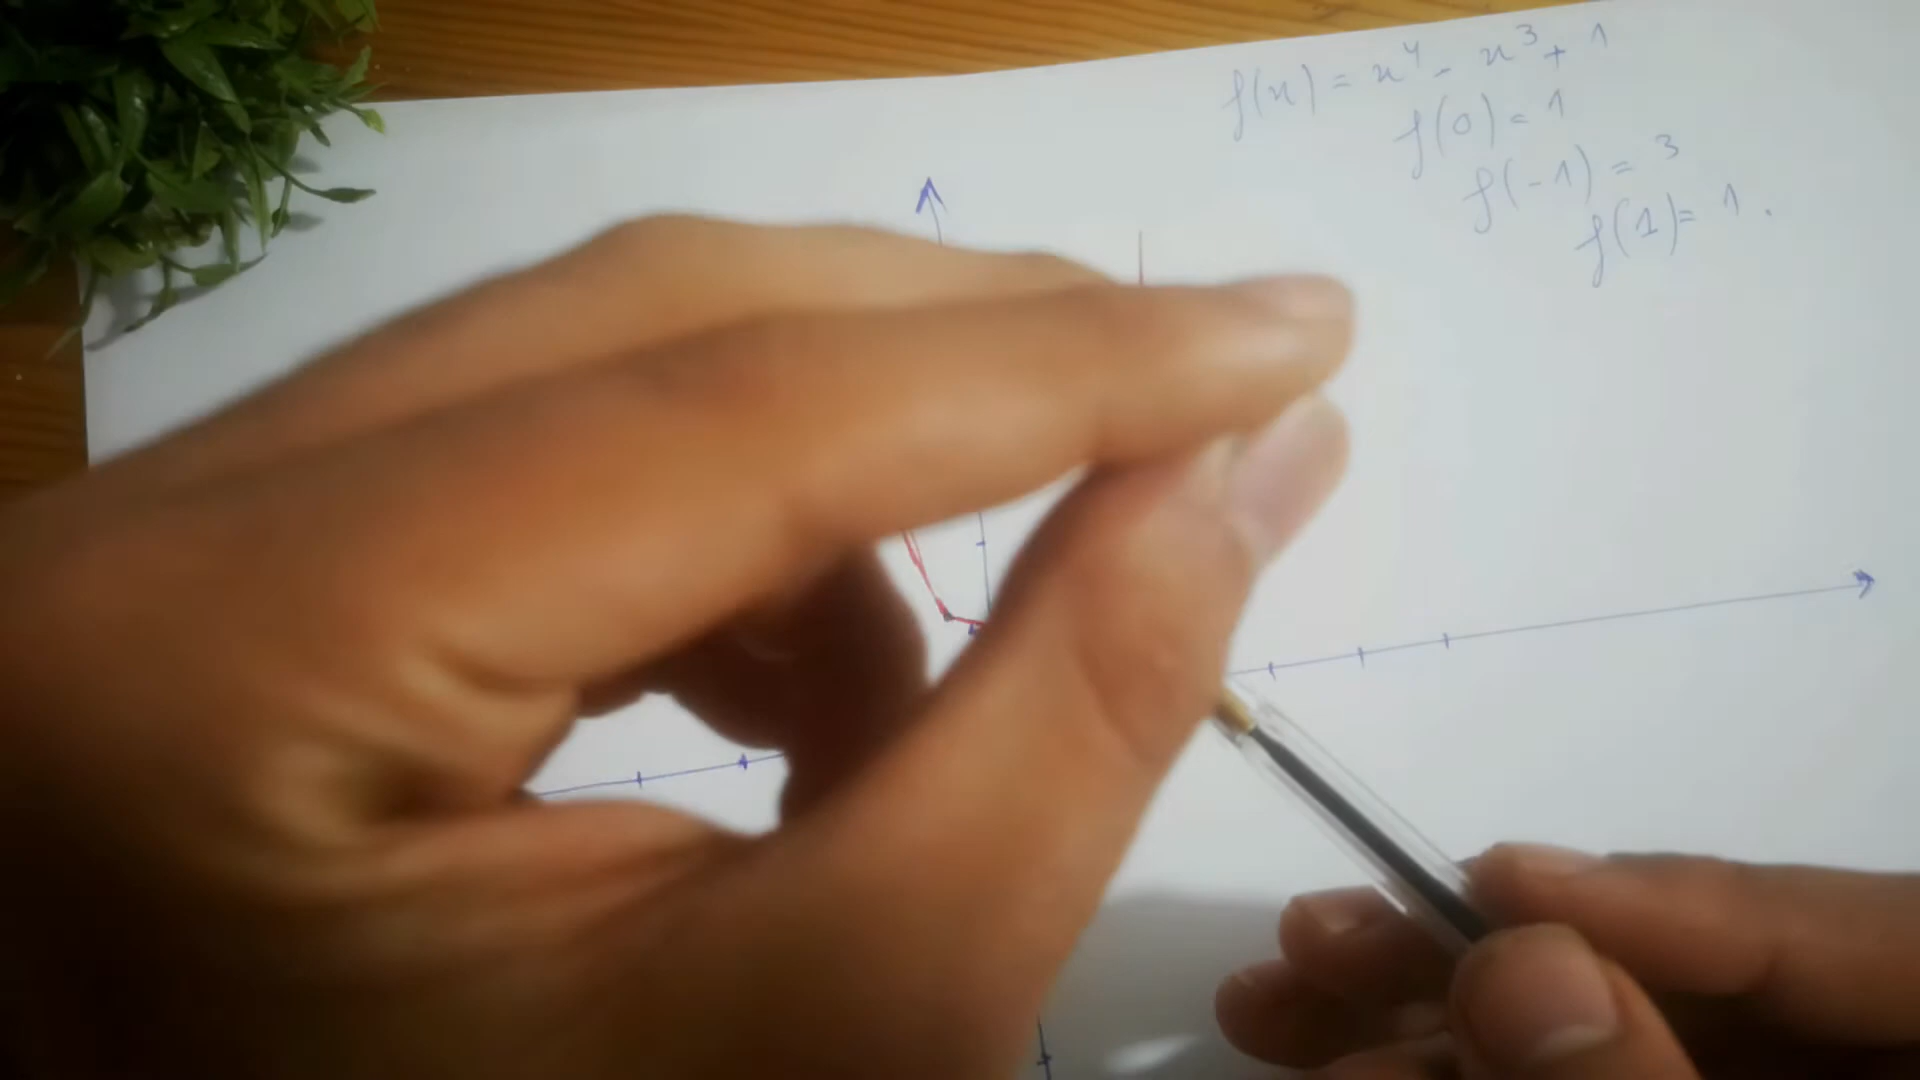 f(x) = x⁴ - x³ + 1
f(0) = 1
f(-1) = 3
f(1) = 1.